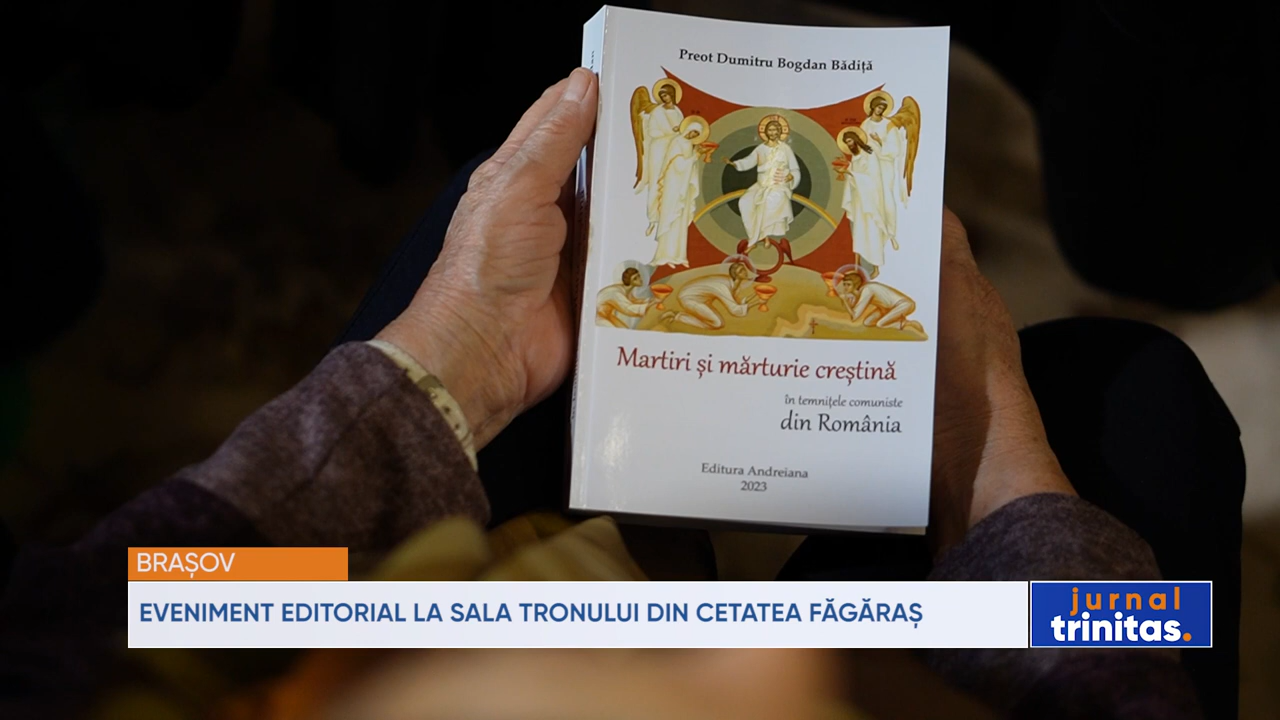 Preot Dumitru Bogdan Bădiță
Martiri și mărturie creștină
în temnițele comuniste
din România
Editura Andreiana
2023
BRAȘOV
EVENIMENT EDITORIAL LA SALA TRONULUI DIN CETATEA FĂGĂRAȘ
jurnal
trinitas.